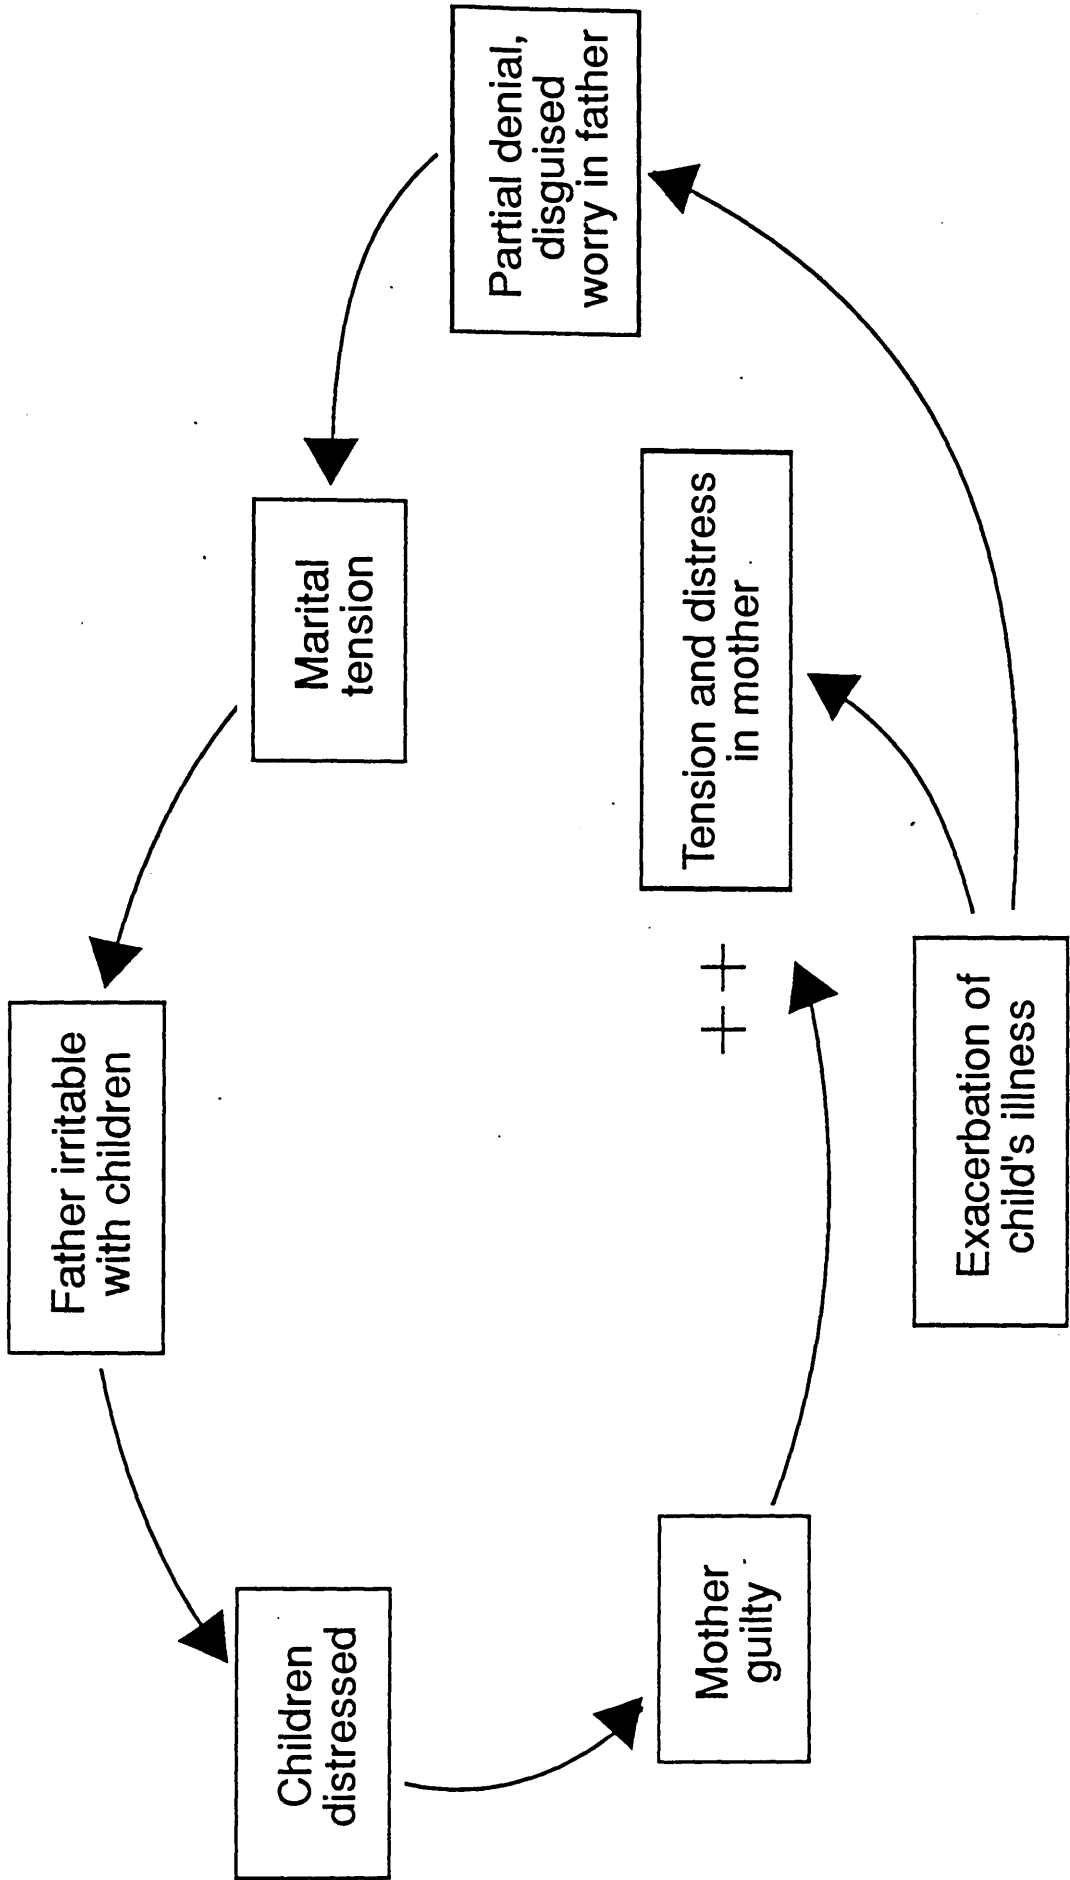 Father irritable
with children
Marital
tension
Partial denial,
disguised
worry in father
Children
distressed
Mother
guilty
++
Tension and distress
in mother
Exacerbation of
child's illness